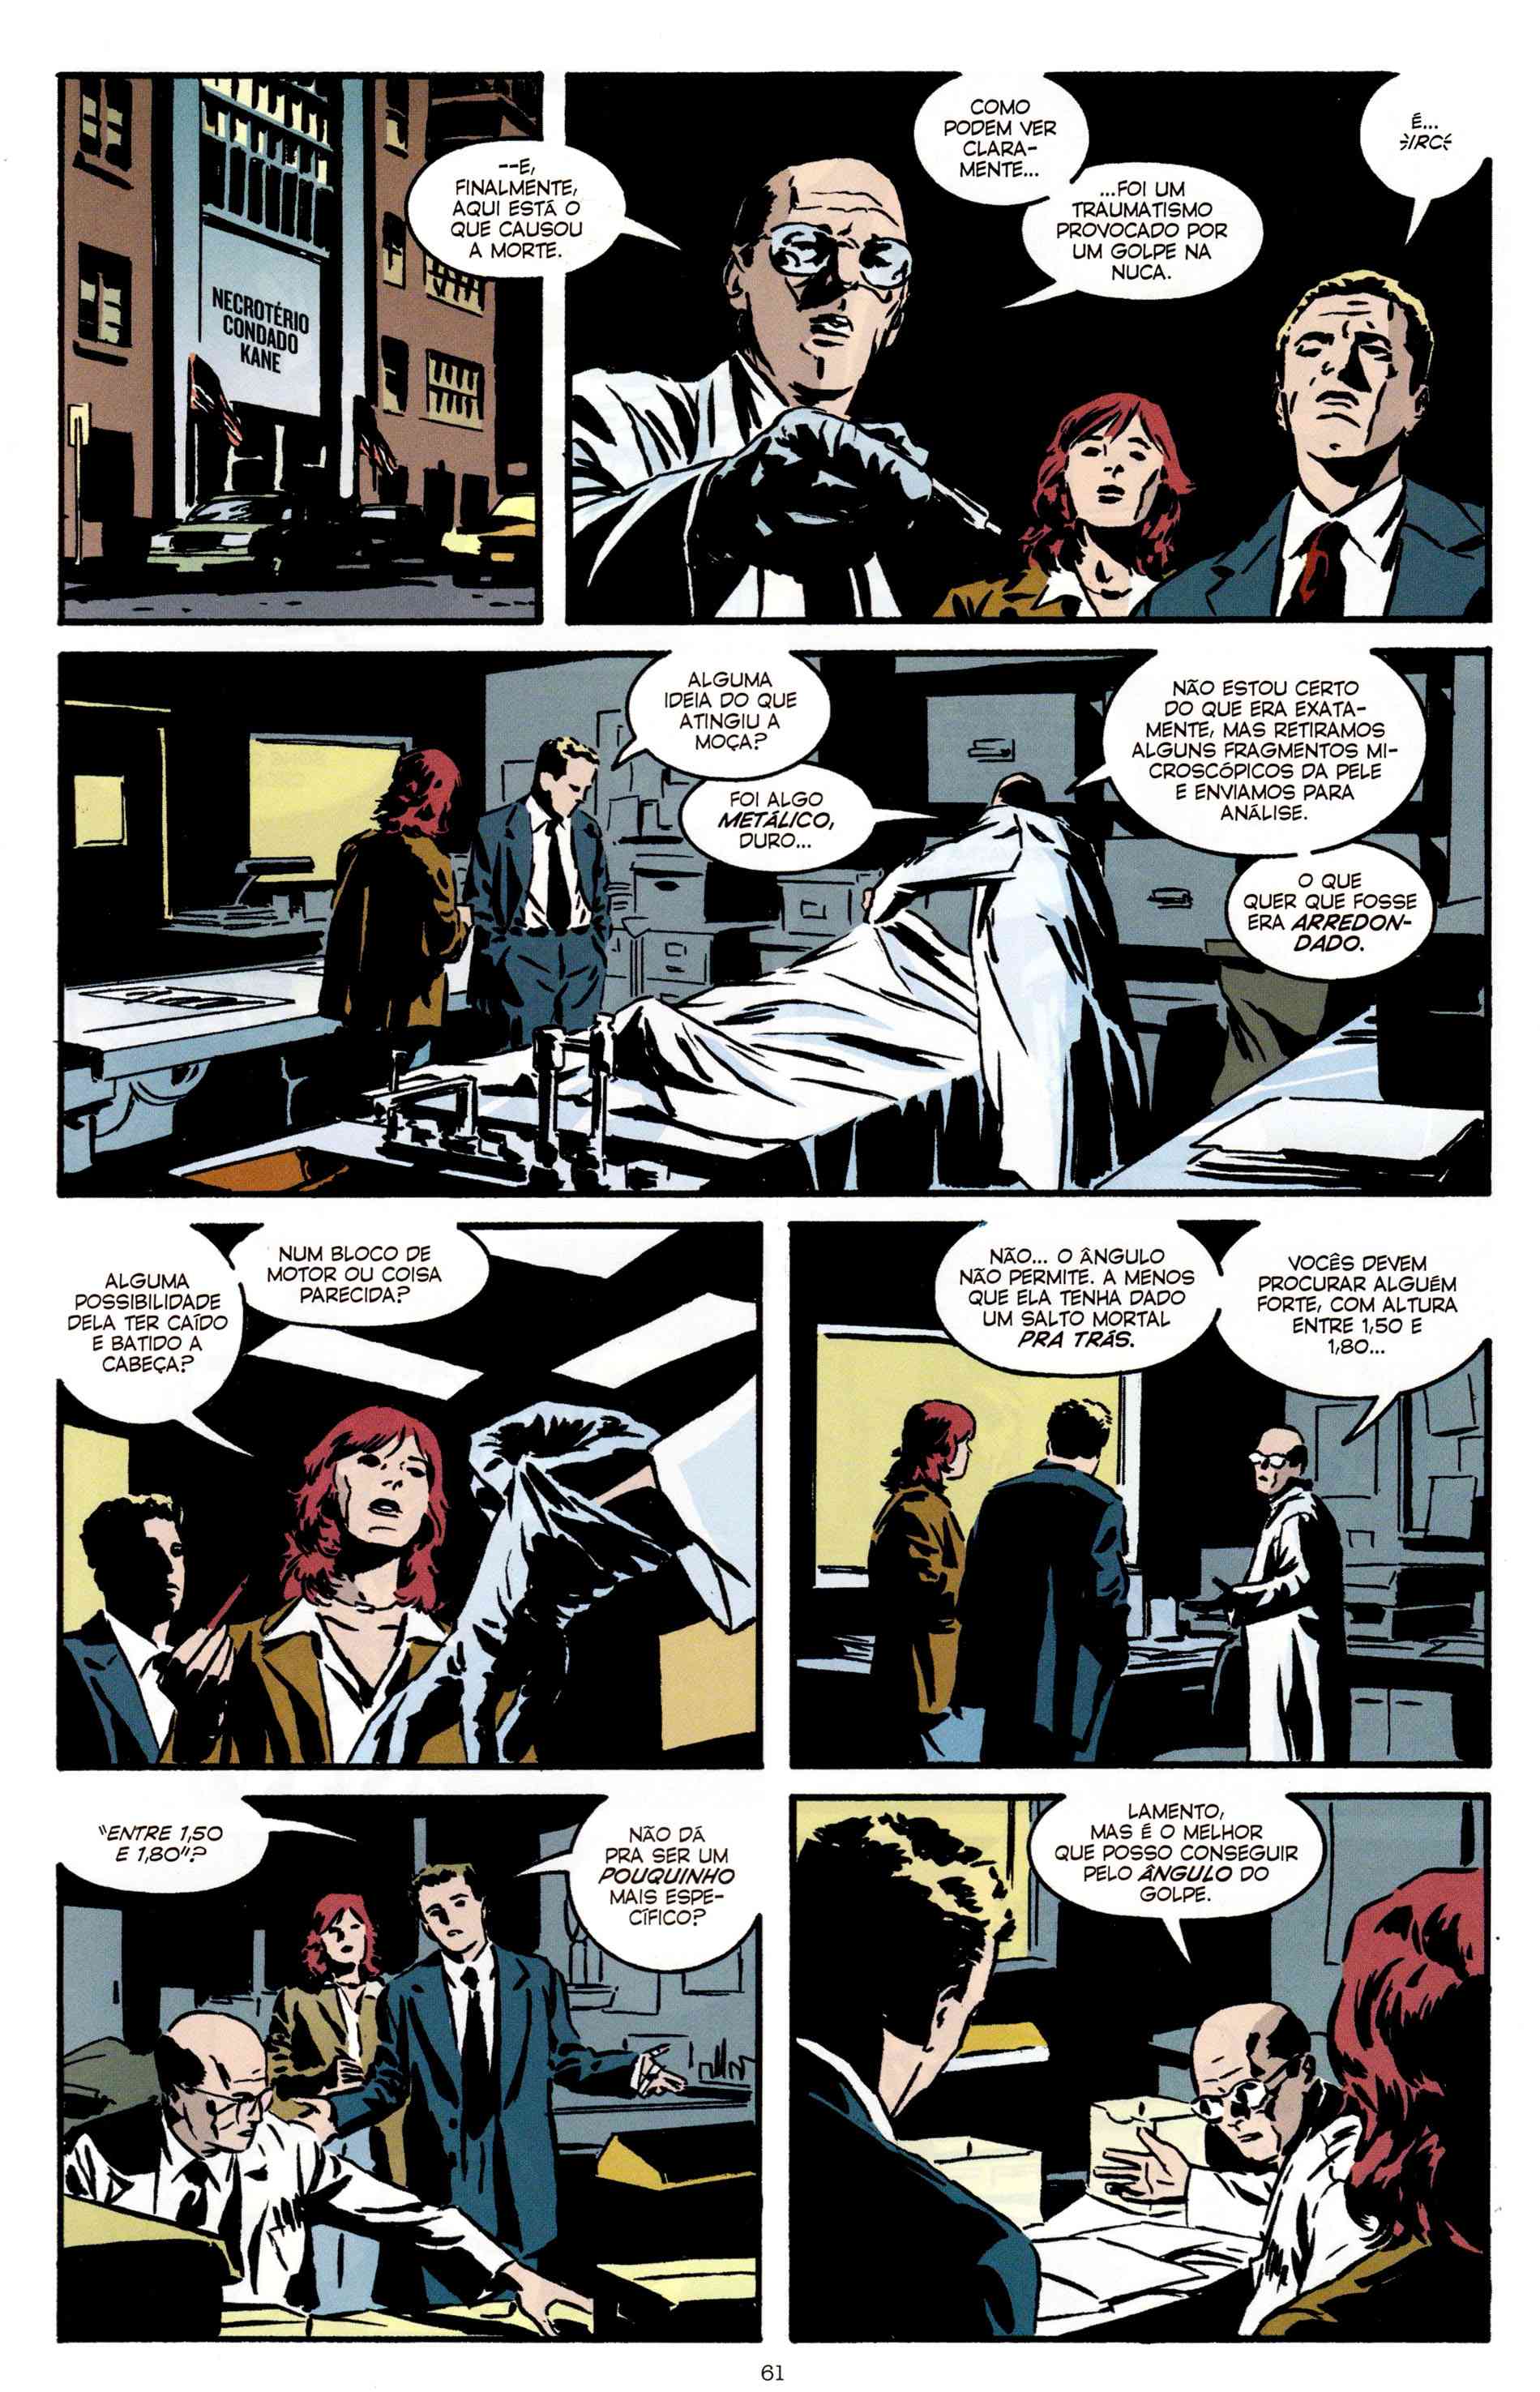 --E,
FINALMENTE,
AQUI ESTÁ O
QUE CAUSOU
A MORTE.
NECROTÉRIO
CONDADO
KANE
COMO
PODEM VER
CLARA-
MENTE...
...FOI UM
TRAUMATISMO
PROVOCADO POR
UM GOLPE NA
NUCA.
É...
IRC
ALGUMA
IDEIA DO QUE
ATINGIU A
MOÇA?
FOI ALGO
METÁLICO,
DURO...
NÃO ESTOU CERTO
DO QUE ERA EXATA-
MENTE, MAS RETIRAMOS
ALGUNS FRAGMENTOS MI-
CROSCÓPICOS DA PELE
E ENVIAMOS PARA
ANÁLISE.
O QUE
QUER QUE FOSSE
ERA ARREDON-
DADO.
ALGUMA
POSSIBILIDADE
DELA TER CAÍDO
E BATIDO A
CABEÇA?
NUM BLOCO DE
MOTOR OU COISA
PARECIDA?
NÃO... O ÂNGULO
NÃO PERMITE. A MENOS
QUE ELA TENHA DADO
UM SALTO MORTAL
PRA TRÁS.
VOCÊS DEVEM
PROCURAR ALGUÉM
FORTE, COM ALTURA
ENTRE 1,50 E
1,80...
"ENTRE 1,50
E 1,80"?
NÃO DÁ
PRA SER UM
POUQUINHO
MAIS ESPE-
CÍFICO?
LAMENTO,
MAS É O MELHOR
QUE POSSO CONSEGUIR
PELO ÂNGULO DO
GOLPE.
61